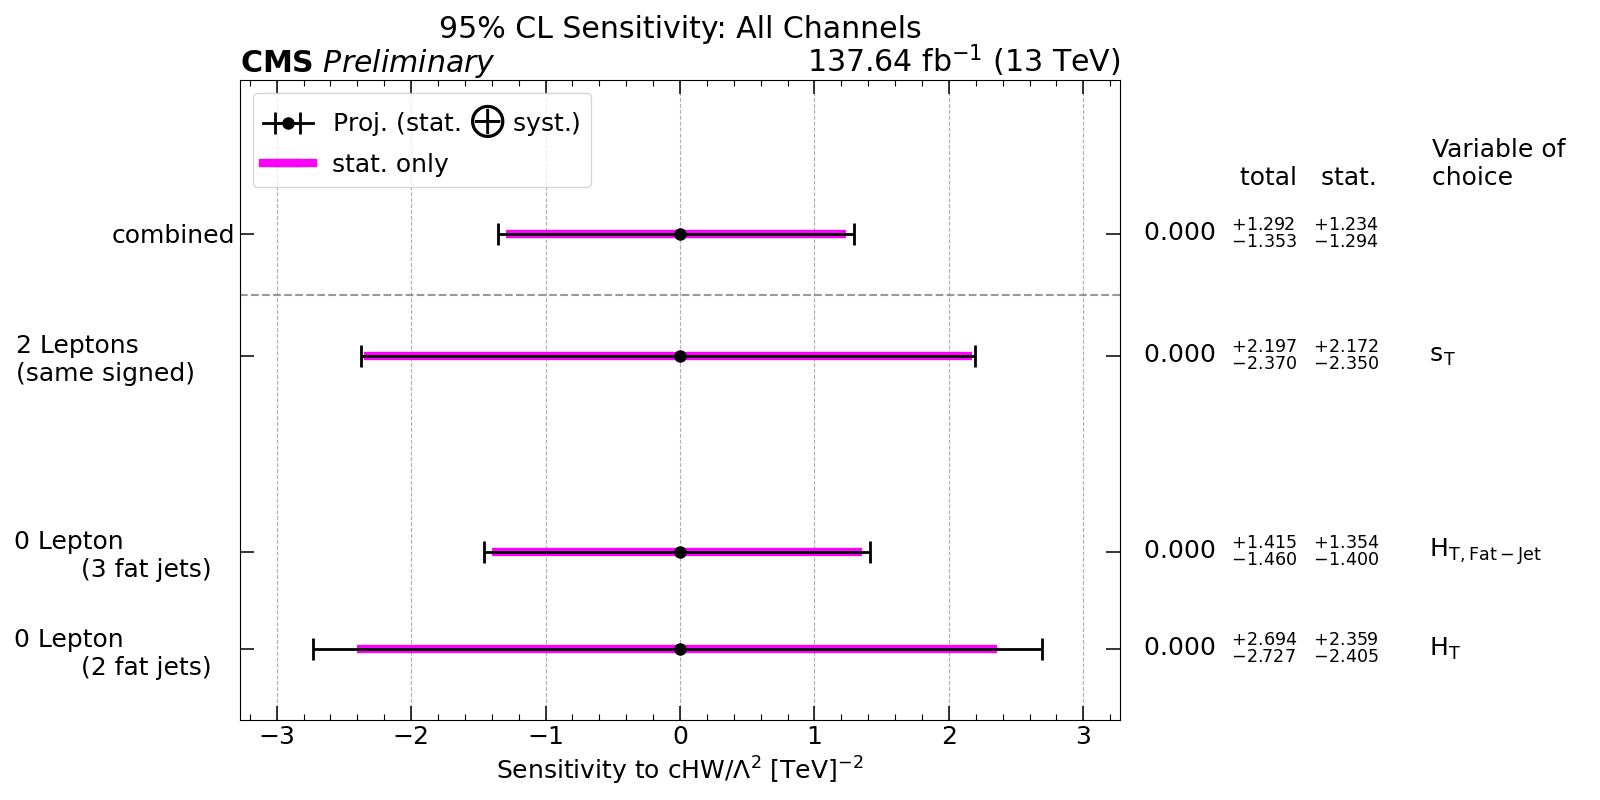 95% CL Sensitivity: All Channels
CMS Preliminary 137.64 fb⁻¹ (13 TeV)
Proj. (stat. ⊕ syst.)
stat. only
Variable of
total stat. choice
combined 0.000 +1.292 −1.353 +1.234 −1.294
2 Leptons
(same signed) 0.000 +2.197 −2.370 +2.172 −2.350 s_T
0 Lepton
(3 fat jets) 0.000 +1.415 −1.460 +1.354 −1.400 H_T,Fat−Jet
0 Lepton
(2 fat jets) 0.000 +2.694 −2.727 +2.359 −2.405 H_T
−3 −2 −1 0 1 2 3
Sensitivity to cHW/Λ² [TeV]⁻²